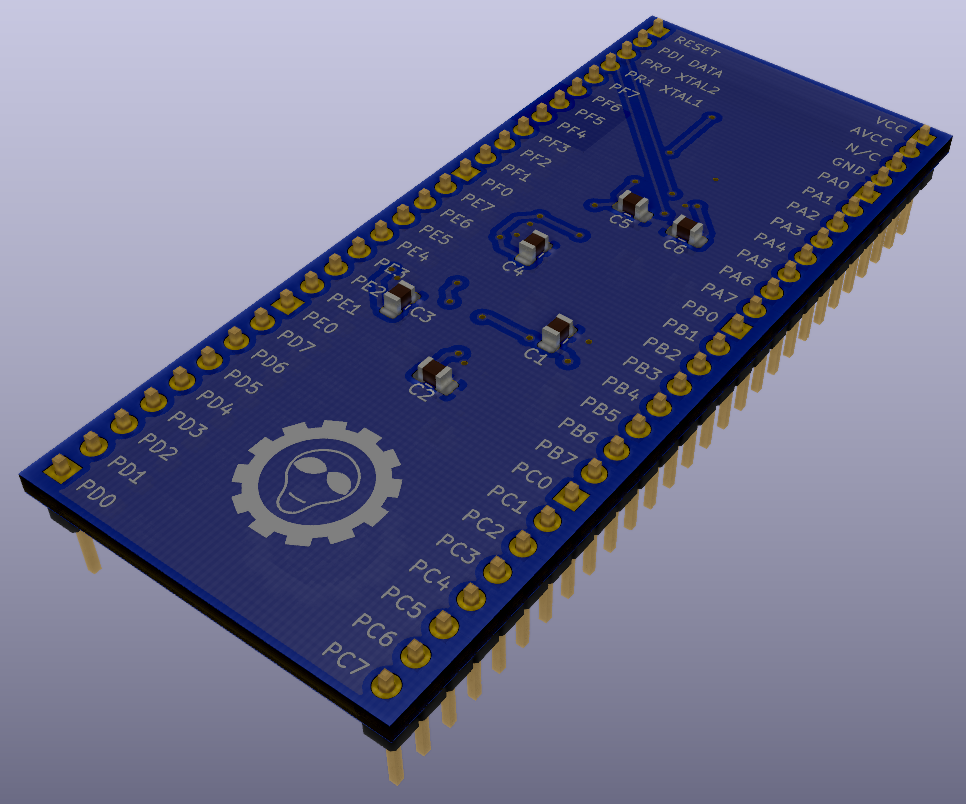 RESET
PDI DATA
PR0 XTAL2
PR1 XTAL1
PF7
PF6
PF5
PF4
PF3
PF2
PF1
PF0
PE7
PE6
PE5
PE4
PE3
PE2
PE1
PE0
PD7
PD6
PD5
PD4
PD3
PD2
PD1
PD0
VCC
AVCC
N/C
GND
PA0
PA1
PA2
PA3
PA4
PA5
PA6
PA7
PB0
PB1
PB2
PB3
PB4
PB5
PB6
PB7
PC0
PC1
PC2
PC3
PC4
PC5
PC6
PC7
C5
C6
C4
C3
C1
C2